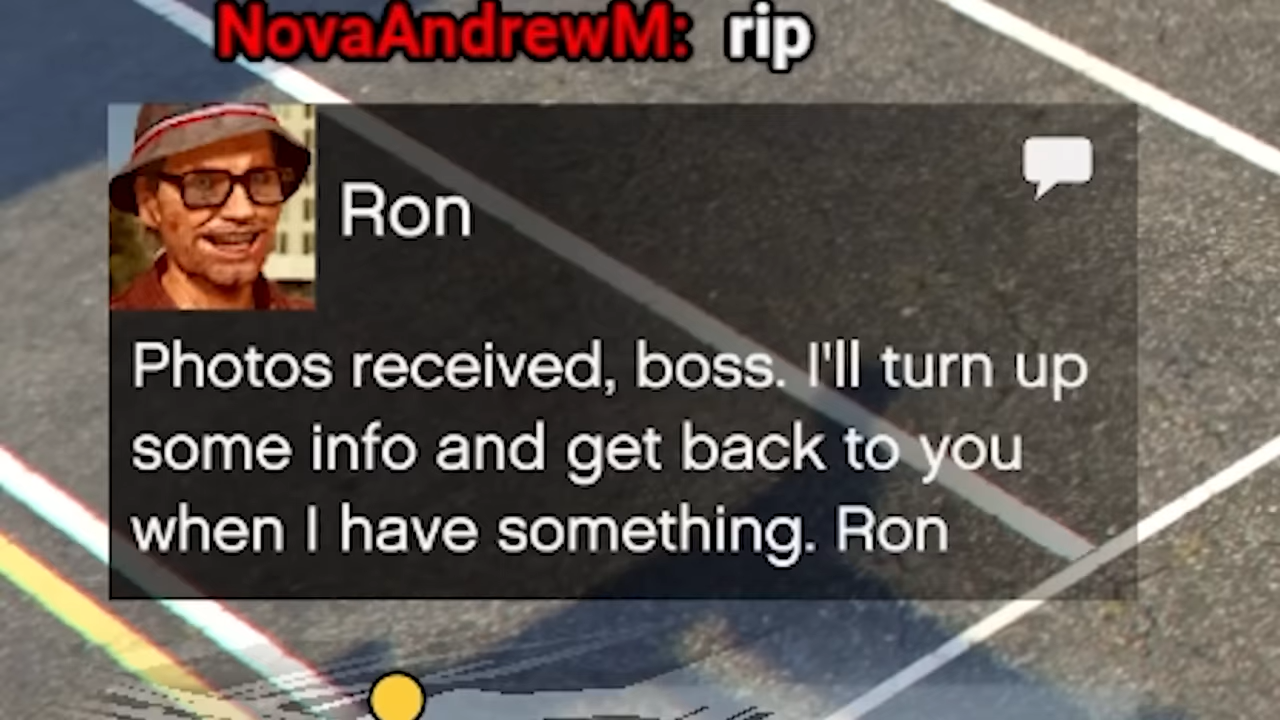 NovaAndrewM: rip
Ron
Photos received, boss. I'll turn up
some info and get back to you
when I have something. Ron